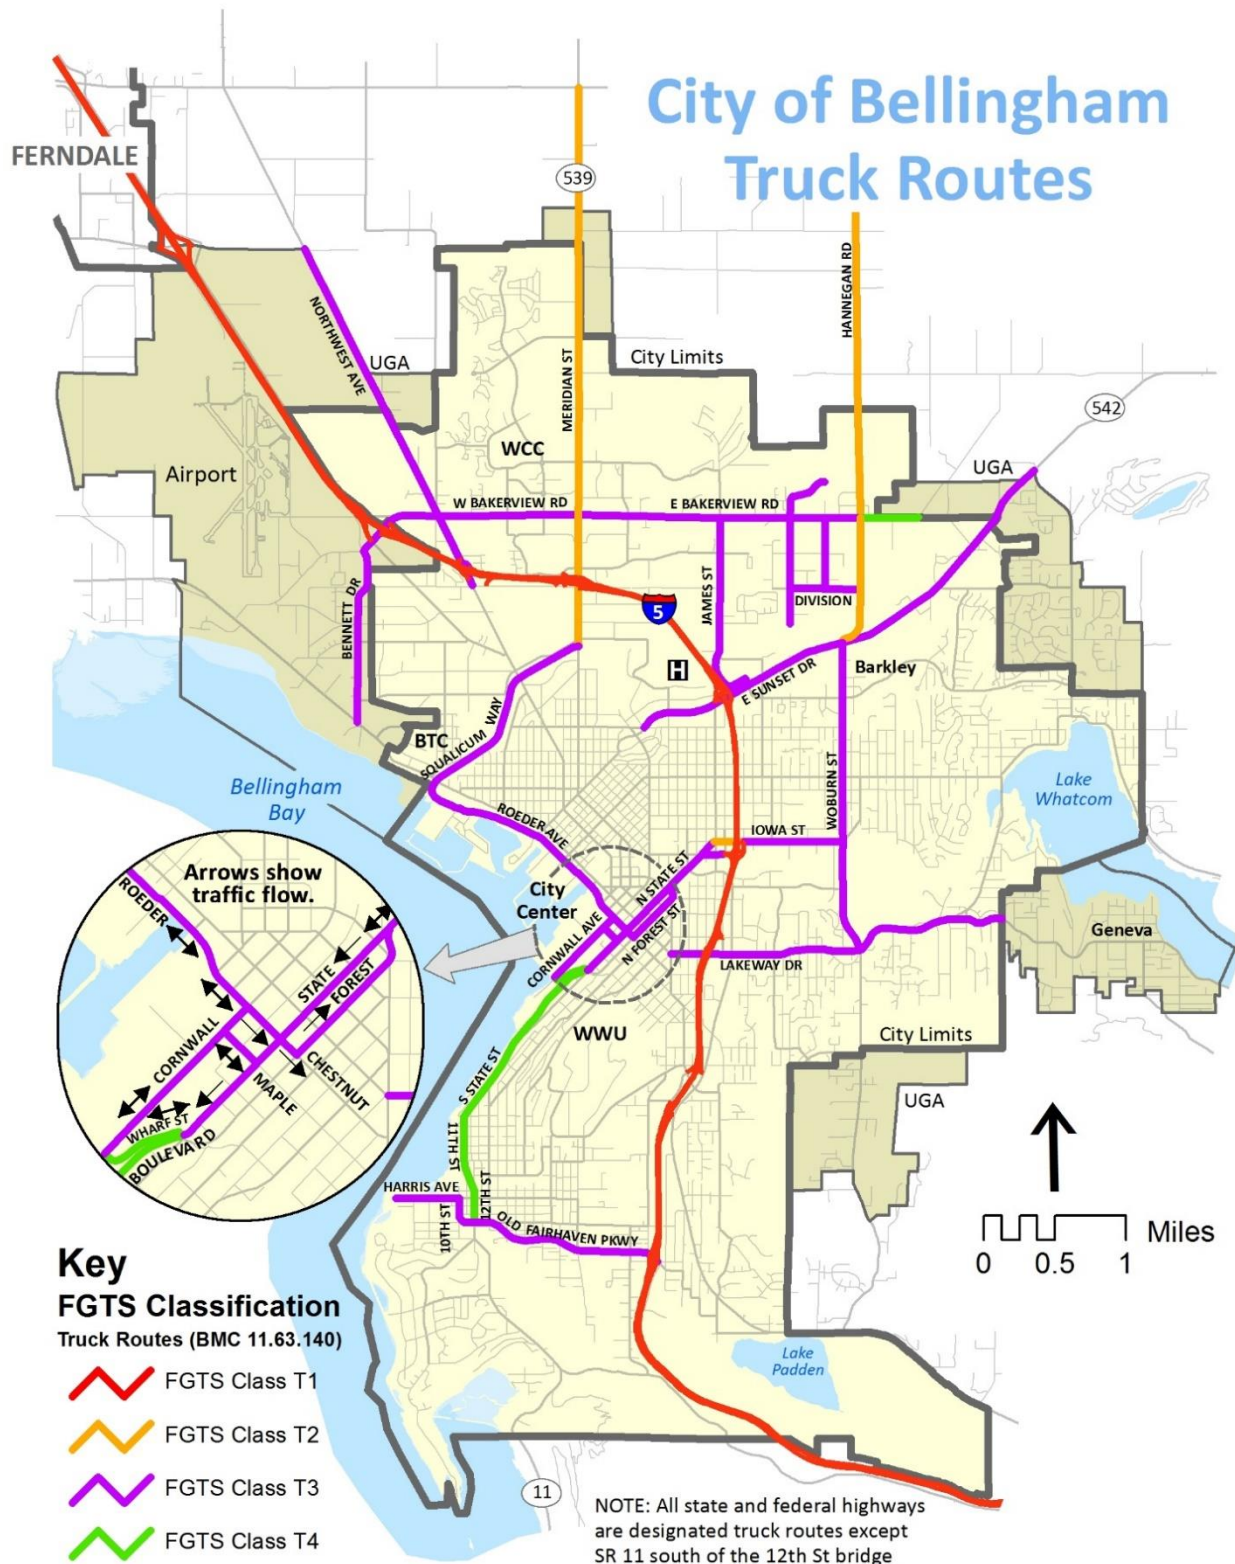 City of Bellingham
Truck Routes
FERNDALE
539
HANNEGAN RD
NORTHWEST AVE
UGA
MERIDIAN ST
City Limits
542
WCC
Airport
UGA
W BAKERVIEW RD
E BAKERVIEW RD
JAMES ST
DIVISION
5
BENNETT DR
H
E SUNSET DR
Barkley
BTC
SQUALICUM WAY
Bellingham
Bay
Lake
Whatcom
ROEDER AVE
WOBURN ST
IOWA ST
N STATE ST
City
Center
CORNWALL AVE
N FOREST ST
LAKEWAY DR
Geneva
Arrows show
traffic flow.
ROEDER
STATE
FOREST
CORNWALL
CHESTNUT
MAPLE
WHARF ST
BOULEVARD
WWU
City Limits
S STATE ST
UGA
11TH ST
12TH ST
HARRIS AVE
10TH ST
OLD FAIRHAVEN PKWY
Miles
0 0.5 1
Lake
Padden
Key
FGTS Classification
Truck Routes (BMC 11.63.140)
FGTS Class T1
FGTS Class T2
FGTS Class T3
FGTS Class T4
11
NOTE: All state and federal highways
are designated truck routes except
SR 11 south of the 12th St bridge